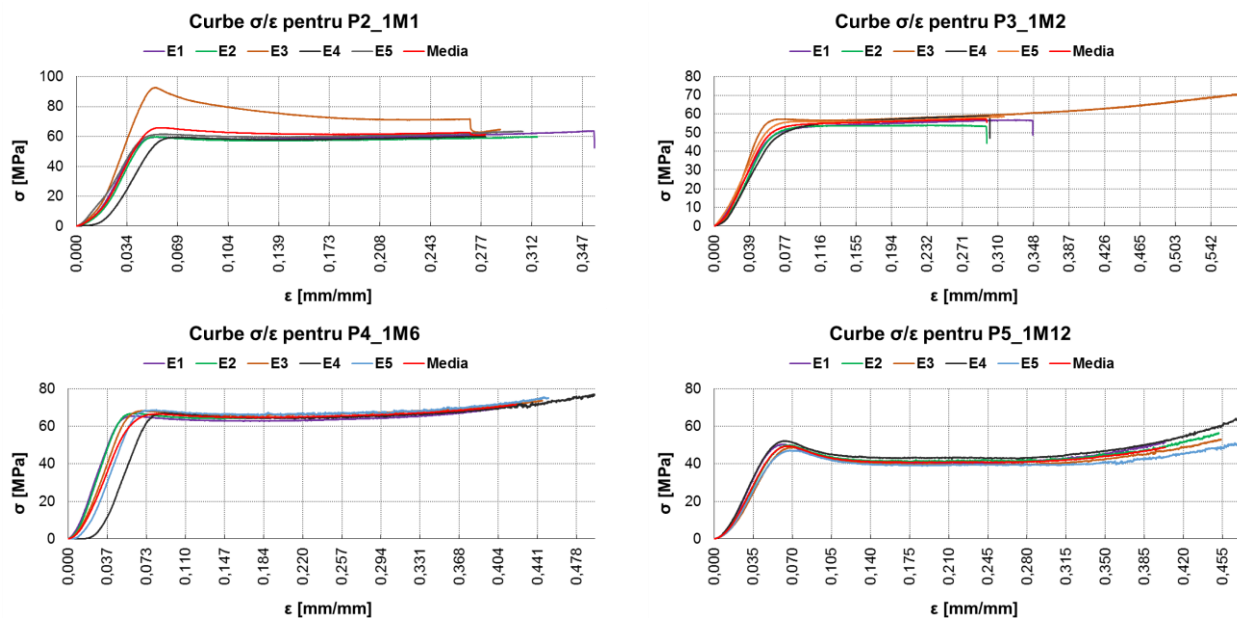 Curbe σ/ε pentru P2_1M1
E1 E2 E3 E4 E5 Media
σ [MPa]
100
80
60
40
20
0
0,000 0,034 0,069 0,104 0,139 0,173 0,208 0,243 0,277 0,312 0,347
ε [mm/mm]
Curbe σ/ε pentru P3_1M2
E1 E2 E3 E4 E5 Media
σ [MPa]
80
70
60
50
40
30
20
10
0
0,000 0,039 0,077 0,116 0,155 0,194 0,232 0,271 0,310 0,348 0,387 0,426 0,465 0,503 0,542
ε [mm/mm]
Curbe σ/ε pentru P4_1M6
E1 E2 E3 E4 E5 Media
σ [MPa]
80
60
40
20
0
0,000 0,037 0,073 0,110 0,147 0,184 0,220 0,257 0,294 0,331 0,368 0,404 0,441 0,478
ε [mm/mm]
Curbe σ/ε pentru P5_1M12
E1 E2 E3 E4 E5 Media
σ [MPa]
80
60
40
20
0
0,000 0,035 0,070 0,105 0,140 0,175 0,210 0,245 0,280 0,315 0,350 0,385 0,420 0,455
ε [mm/mm]